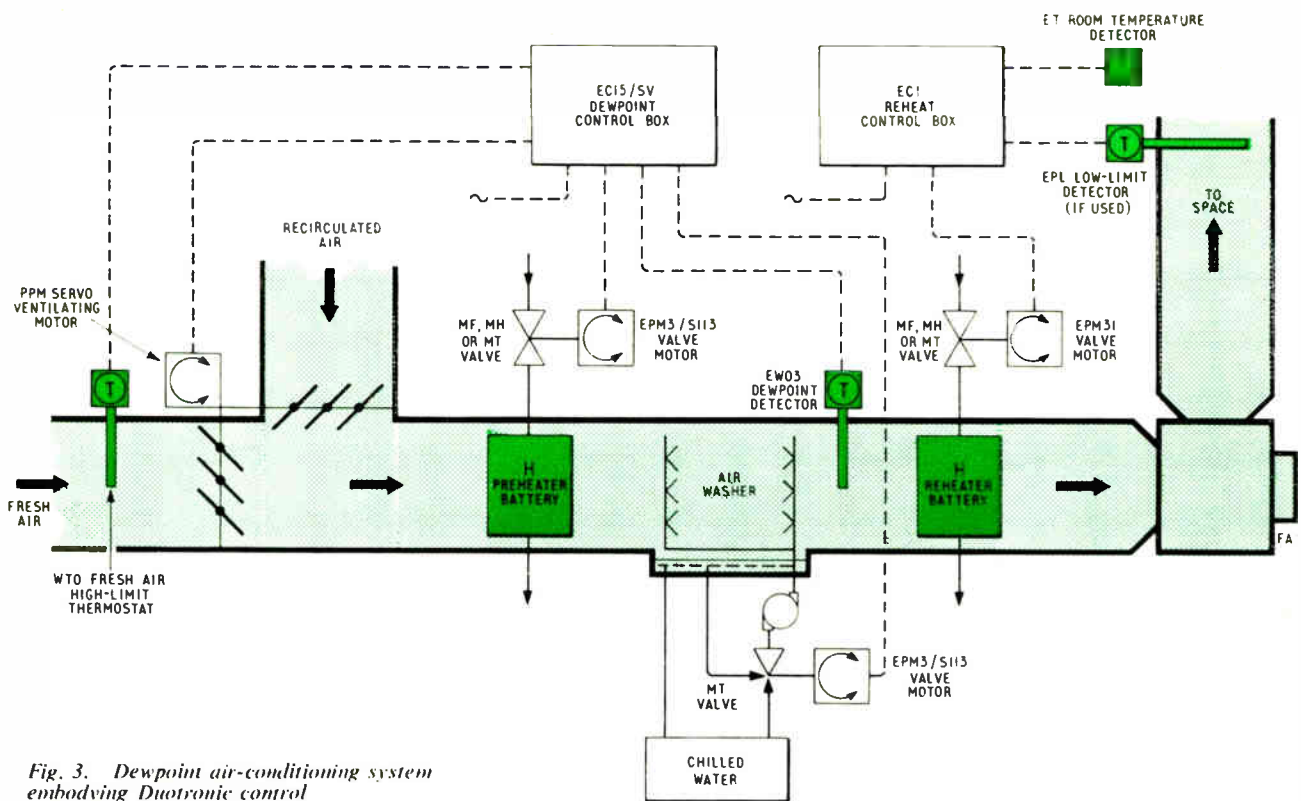 ET ROOM TEMPERATURE
DETECTOR
EC15/SV
DEWPOINT
CONTROL BOX
EC1
REHEAT
CONTROL BOX
EPL LOW-LIMIT
DETECTOR
(IF USED)
TO
SPACE
RECIRCULATED
AIR
PPM SERVO
VENTILATING
MOTOR
T
T
MF, MH
OR MT
VALVE
EPM3/S113
VALVE
MOTOR
MF, MH
OR MT
VALVE
EPM31
VALVE
MOTOR
EWO3
DEWPOINT
DETECTOR
T
H
PREHEATER
BATTERY
AIR
WASHER
H
REHEATER
BATTERY
FRESH
AIR
FA
WTO FRESH AIR
HIGH-LIMIT
THERMOSTAT
MT
VALVE
EPM3/S113
VALVE
MOTOR
CHILLED
WATER
Fig. 3. Dewpoint air-conditioning system
embodying Duotronic control